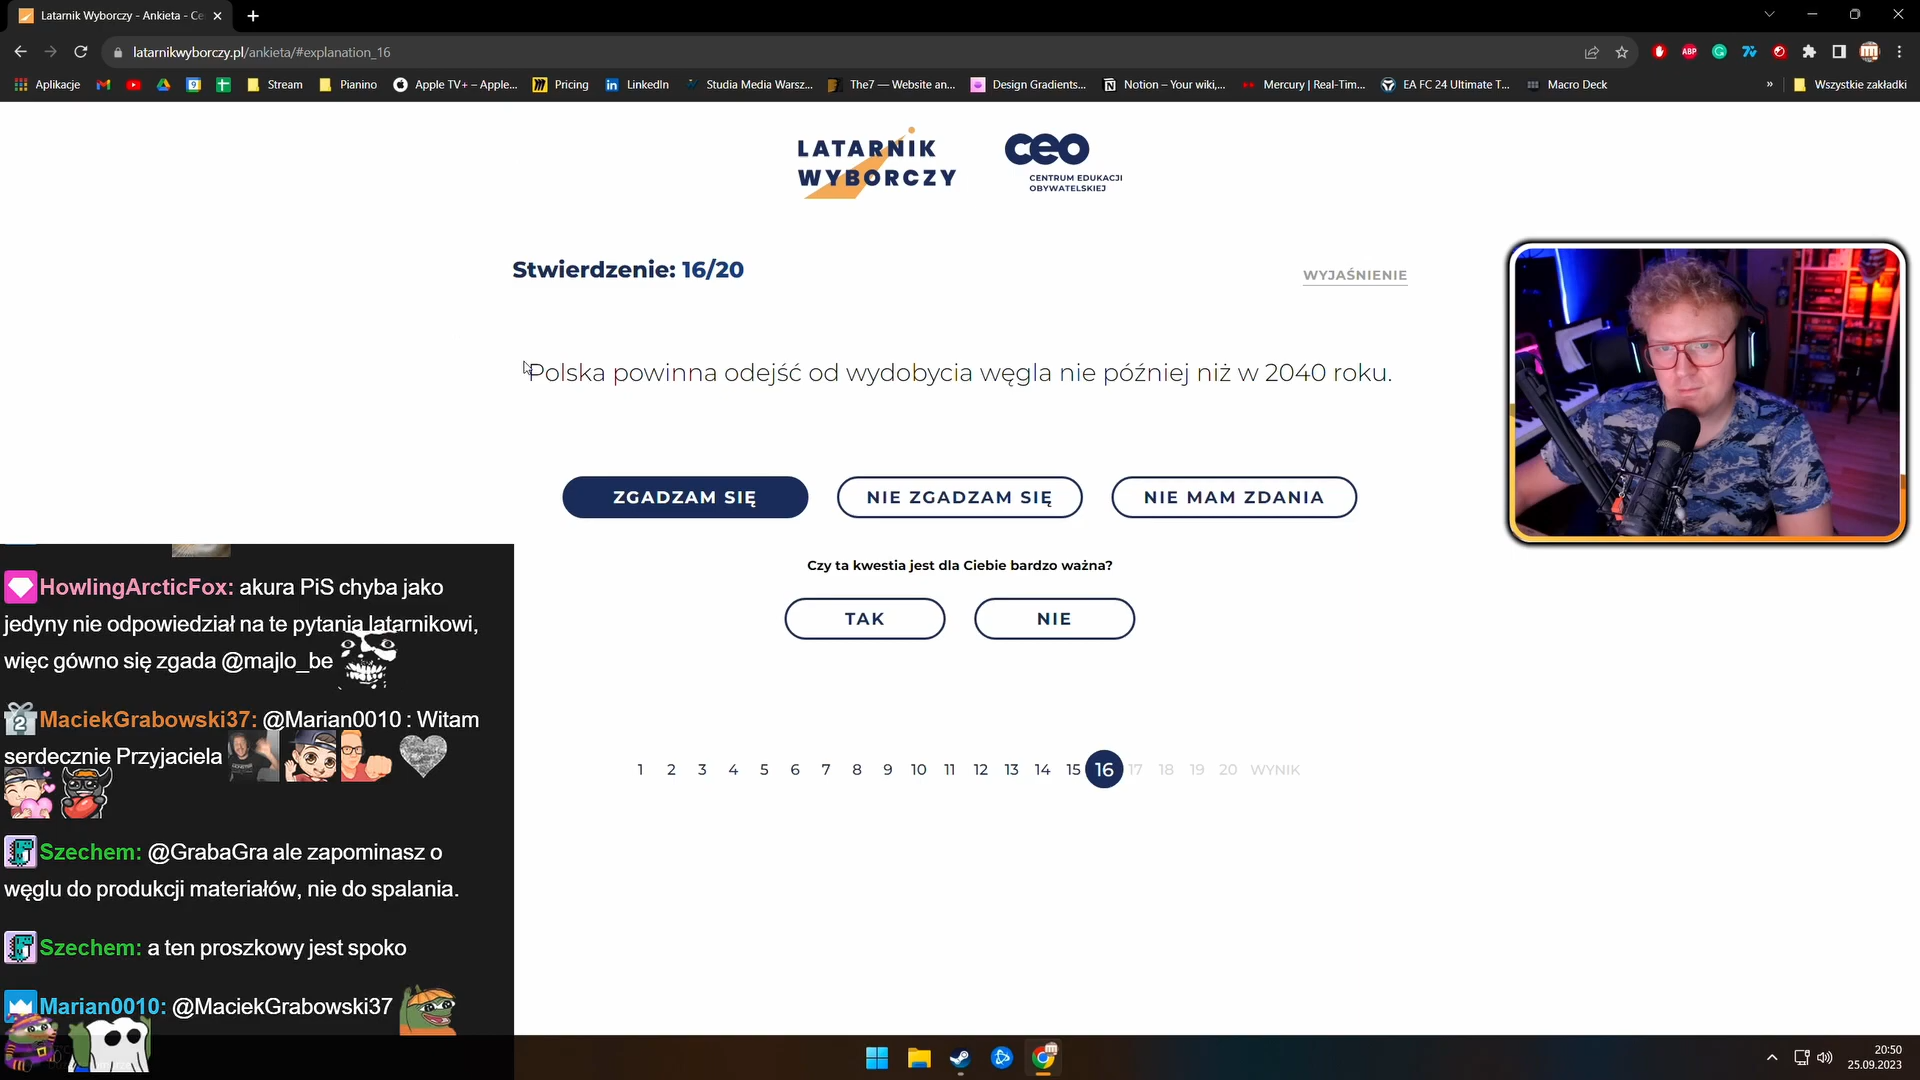 Latarnik Wyborczy - Ankieta - Ce
latarnikwyborczy.pl/ankieta/#explanation_16
Aplikacje
Stream
Pianino
Apple TV+ – Apple...
Pricing
LinkedIn
Studia Media Warsz...
The7 — Website an...
Design Gradients...
Notion – Your wiki,...
Mercury | Real-Tim...
EA FC 24 Ultimate T...
Macro Deck
»
Wszystkie zakładki
LATARNIK
WYBORCZY
ceo
CENTRUM EDUKACJI
OBYWATELSKIEJ
Stwierdzenie: 16/20
WYJAŚNIENIE
Polska powinna odejść od wydobycia węgla nie później niż w 2040 roku.
ZGADZAM SIĘ
NIE ZGADZAM SIĘ
NIE MAM ZDANIA
Czy ta kwestia jest dla Ciebie bardzo ważna?
TAK
NIE
1 2 3 4 5 6 7 8 9 10 11 12 13 14 15 16 17 18 19 20 WYNIK
HowlingArcticFox: akura PiS chyba jako
jedyny nie odpowiedział na te pytania latarnikowi,
więc gówno się zgada @majlo_be
MaciekGrabowski37: @Marian0010 : Witam
serdecznie Przyjaciela
Szechem: @GrabaGra ale zapominasz o
węglu do produkcji materiałów, nie do spalania.
Szechem: a ten proszkowy jest spoko
Marian0010: @MaciekGrabowski37
20:50
25.09.2023